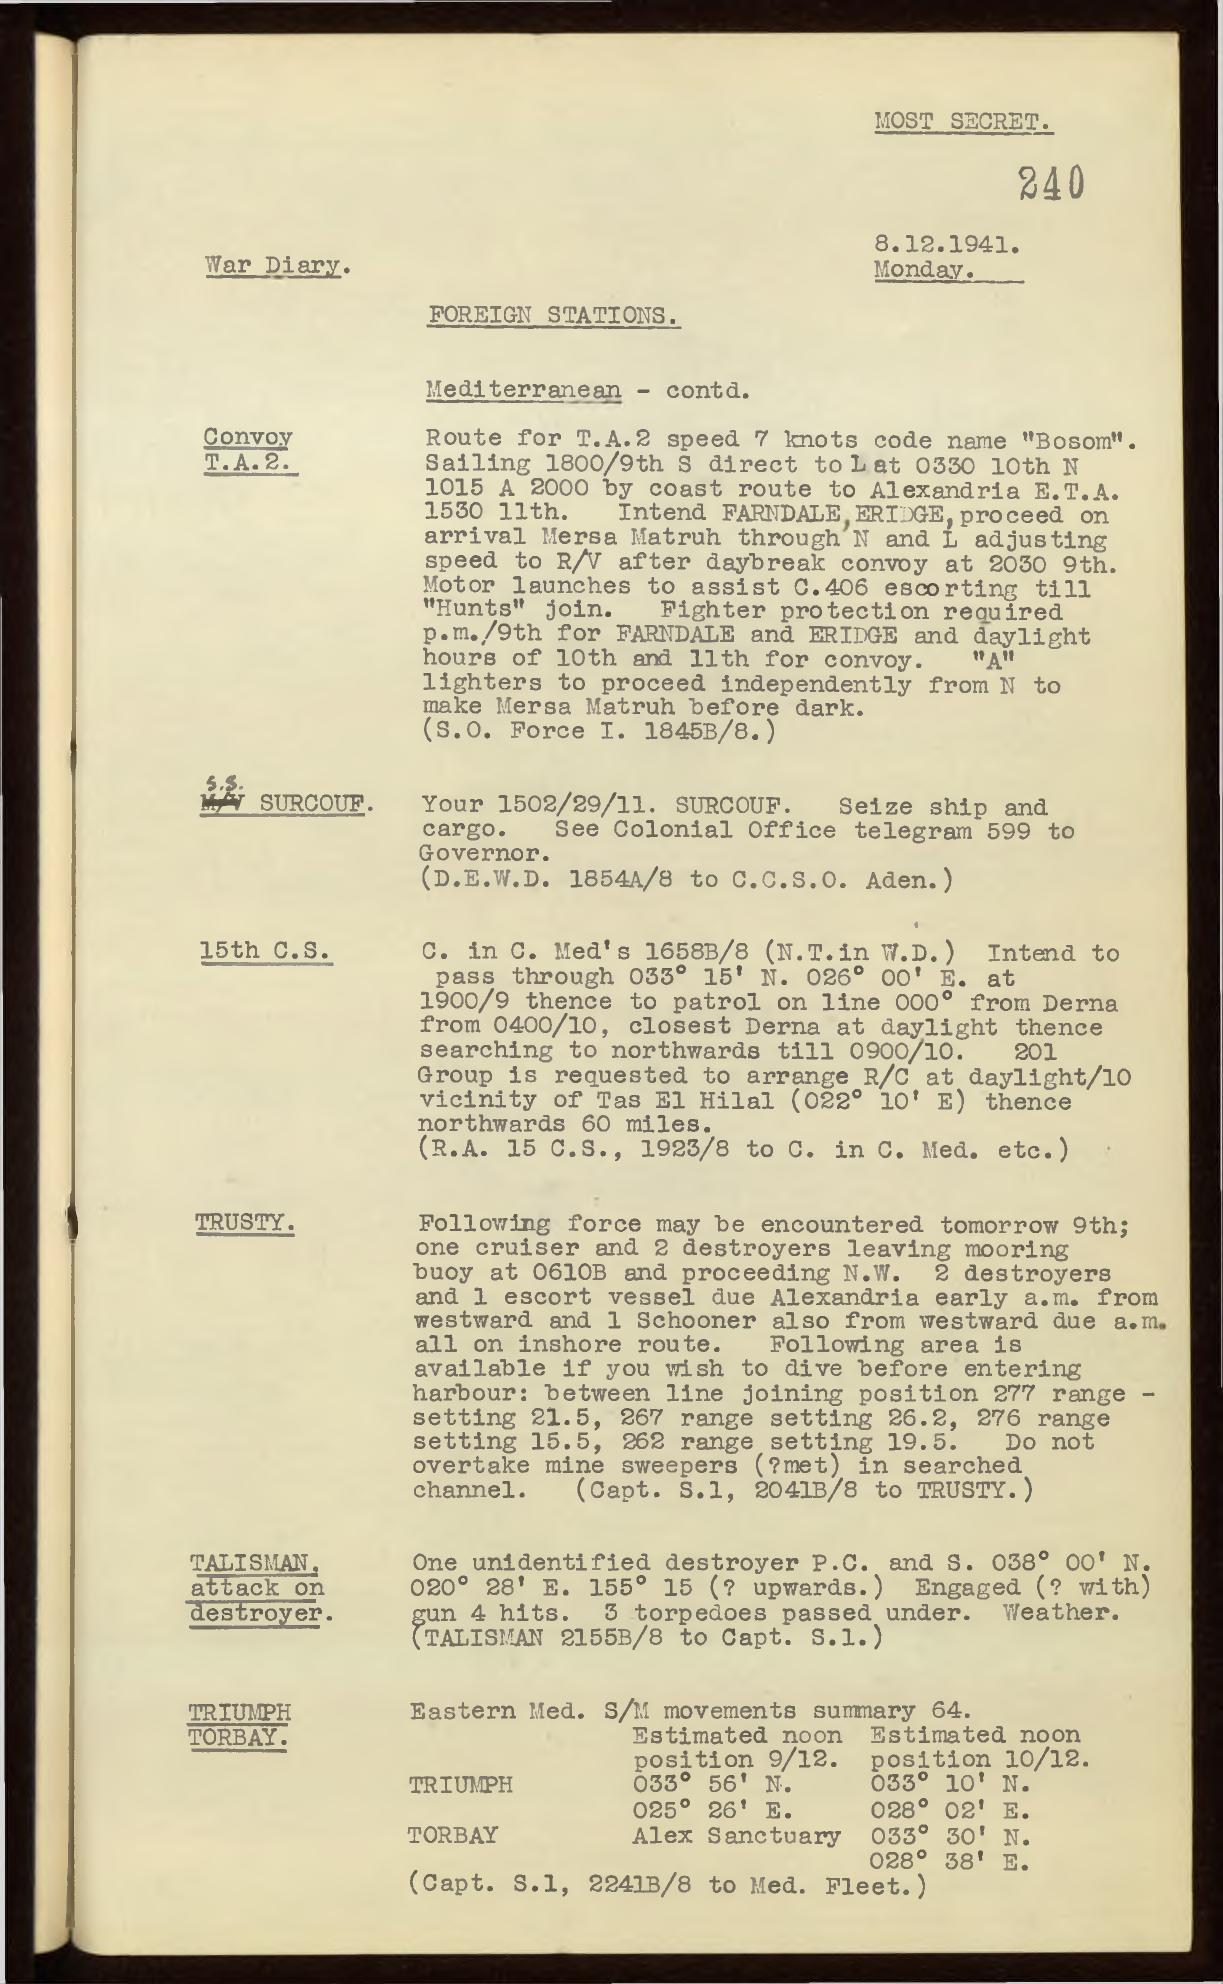 MOST SECRET.
240
8.12.1941.
War Diary.
Monday.
FOREIGN STATIONS.
Mediterranean - contd.
Convoy
T.A.2.
Route for T.A.2 speed 7 knots code name "Bosom".
Sailing 1800/9th S direct to L at 0330 10th N
1015 A 2000 by coast route to Alexandria E.T.A.
1530 11th. Intend FARNDALE, ERIDGE, proceed on
arrival Mersa Matruh through N and L adjusting
speed to R/V after daybreak convoy at 2030 9th.
Motor launches to assist C.406 escorting till
"Hunts" join. Fighter protection required
p.m./9th for FARNDALE and ERIDGE and daylight
hours of 10th and 11th for convoy. "A"
lighters to proceed independently from N to
make Mersa Matruh before dark.
(S.O. Force I. 1845B/8.)
S.S.
M/V SURCOUF.
Your 1502/29/11. SURCOUF. Seize ship and
cargo. See Colonial Office telegram 599 to
Governor.
(D.E.W.D. 1854A/8 to C.C.S.O. Aden.)
15th C.S.
C. in C. Med's 1658B/8 (N.T.in W.D.) Intend to
pass through 033° 15' N. 026° 00' E. at
1900/9 thence to patrol on line 000° from Derna
from 0400/10, closest Derna at daylight thence
searching to northwards till 0900/10. 201
Group is requested to arrange R/C at daylight/10
vicinity of Tas El Hilal (022° 10' E) thence
northwards 60 miles.
(R.A. 15 C.S., 1923/8 to C. in C. Med. etc.)
TRUSTY.
Following force may be encountered tomorrow 9th;
one cruiser and 2 destroyers leaving mooring
buoy at 0610B and proceeding N.W. 2 destroyers
and 1 escort vessel due Alexandria early a.m. from
westward and 1 Schooner also from westward due a.m.
all on inshore route. Following area is
available if you wish to dive before entering
harbour: between line joining position 277 range -
setting 21.5, 267 range setting 26.2, 276 range
setting 15.5, 262 range setting 19.5. Do not
overtake mine sweepers (?met) in searched
channel. (Capt. S.1, 2041B/8 to TRUSTY.)
TALISMAN.
attack on
destroyer.
One unidentified destroyer P.C. and S. 038° 00' N.
020° 28' E. 155° 15 (? upwards.) Engaged (? with)
gun 4 hits. 3 torpedoes passed under. Weather.
(TALISMAN 2155B/8 to Capt. S.1.)
TRIUMPH
TORBAY.
Eastern Med. S/M movements summary 64.
Estimated noon Estimated noon
position 9/12. position 10/12.
TRIUMPH 033° 56' N. 033° 10' N.
025° 26' E. 028° 02' E.
TORBAY Alex Sanctuary 033° 30' N.
028° 38' E.
(Capt. S.1, 2241B/8 to Med. Fleet.)